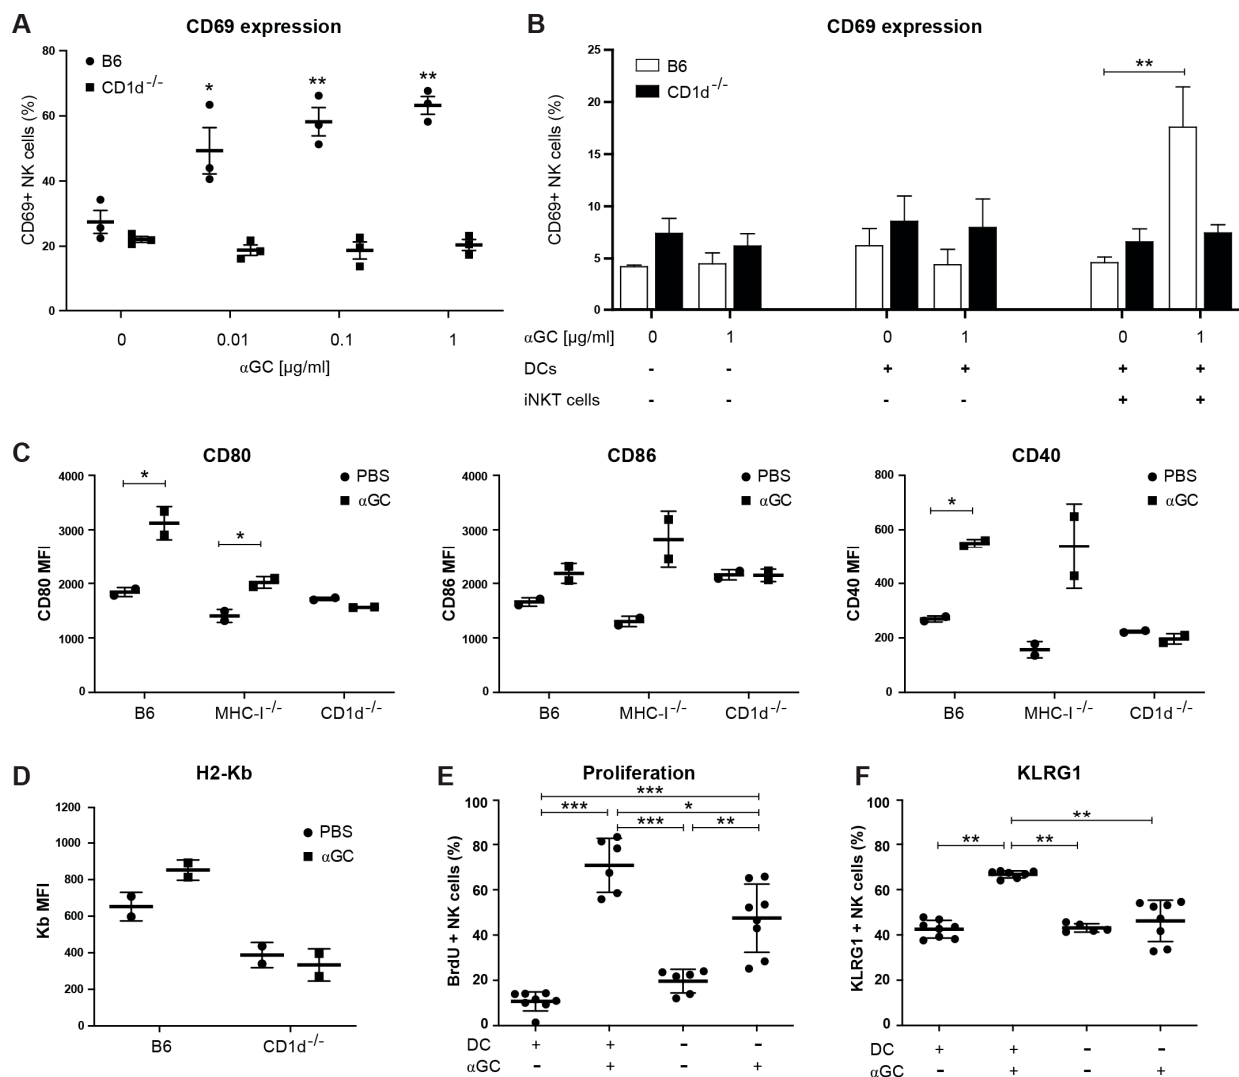 A
CD69 expression
B6
CD1d-/-
*
**
**
CD69+ NK cells (%)
80
60
40
20
0
0
0.01
0.1
1
αGC [µg/ml]
B
CD69 expression
B6
CD1d-/-
**
CD69+ NK cells (%)
25
20
15
10
5
0
αGC [µg/ml]
0
1
0
1
0
1
DCs
-
-
+
+
+
+
iNKT cells
-
-
-
-
+
+
C
CD80
PBS
αGC
*
*
CD80 MFI
4000
3000
2000
1000
0
B6
MHC-I-/-
CD1d-/-
CD86
PBS
αGC
CD86 MFI
4000
3000
2000
1000
0
B6
MHC-I-/-
CD1d-/-
CD40
PBS
αGC
*
CD40 MFI
800
600
400
200
0
B6
MHC-I-/-
CD1d-/-
D
H2-Kb
PBS
αGC
Kb MFI
1200
1000
800
600
400
200
0
B6
CD1d-/-
E
Proliferation
***
***
*
***
**
BrdU + NK cells (%)
100
80
60
40
20
0
DC
+
+
-
-
αGC
-
+
-
+
F
KLRG1
**
**
**
KLRG1 + NK cells (%)
100
80
60
40
20
0
DC
+
+
-
-
αGC
-
+
-
+